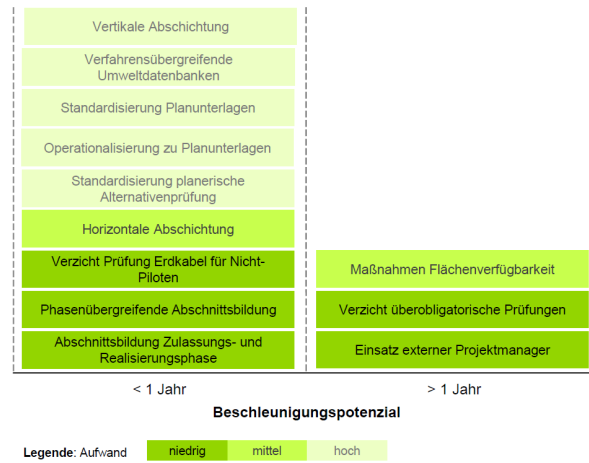 Vertikale Abschichtung
Verfahrensübergreifende
Umweltdatenbanken
Standardisierung Planunterlagen
Operationalisierung zu Planunterlagen
Standardisierung planerische
Alternativenprüfung
Horizontale Abschichtung
Verzicht Prüfung Erdkabel für Nicht-
Piloten
Maßnahmen Flächenverfügbarkeit
Phasenübergreifende Abschnittsbildung
Verzicht überobligatorische Prüfungen
Abschnittsbildung Zulassungs- und
Realisierungsphase
Einsatz externer Projektmanager
< 1 Jahr
> 1 Jahr
Beschleunigungspotenzial
Legende: Aufwand
niedrig
mittel
hoch